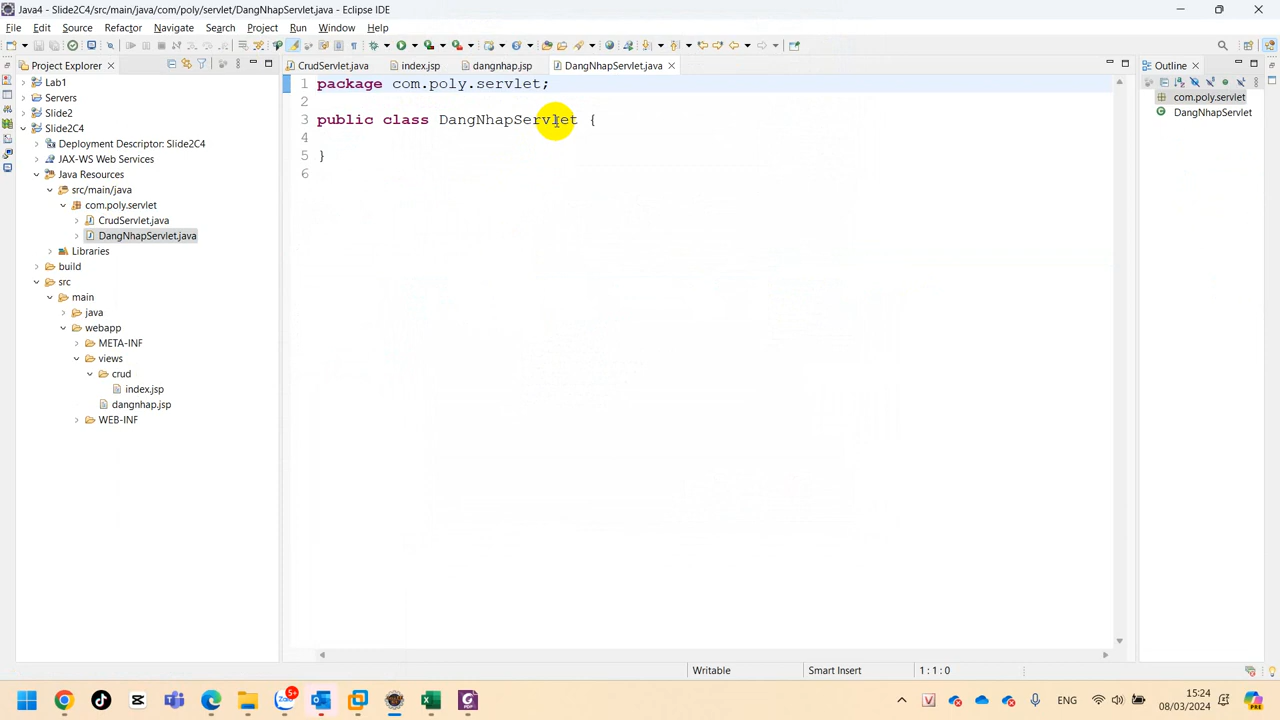 Java4 - Slide2C4/src/main/java/com/poly/servlet/DangNhapServlet.java - Eclipse IDE
File Edit Source Refactor Navigate Search Project Run Window Help
Project Explorer
CrudServlet.java
index.jsp
dangnhap.jsp
DangNhapServlet.java
Outline
Lab1
Servers
Slide2
Slide2C4
Deployment Descriptor: Slide2C4
JAX-WS Web Services
Java Resources
src/main/java
com.poly.servlet
CrudServlet.java
DangNhapServlet.java
Libraries
build
src
main
java
webapp
META-INF
views
crud
index.jsp
dangnhap.jsp
WEB-INF
1 package com.poly.servlet;
2
3 public class DangNhapServlet {
4
5 }
6
com.poly.servlet
DangNhapServlet
Writable
Smart Insert
1 : 1 : 0
5+
ENG
15:24
08/03/2024